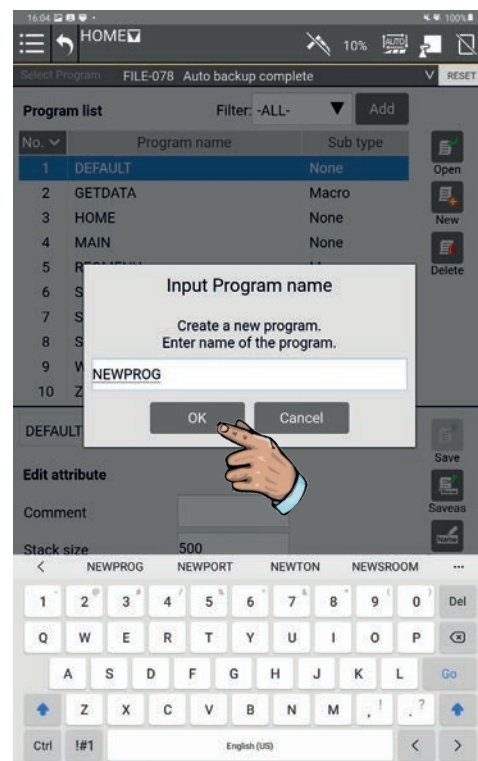 16:04 100%
HOME
10% AUTO
Select Program FILE-078 Auto backup complete RESET
Program list Filter: -ALL- Add
No. Program name Sub type
1 DEFAULT None
Open
2 GETDATA Macro
3 HOME None
New
4 MAIN None
5
Delete
6 S
7 S
8 S
9
10 Z
Input Program name
Create a new program.
Enter name of the program.
NEWPROG
OK Cancel
DEFAULT
Save
Edit attribute
Comment
Saveas
Stack size 500
< NEWPROG NEWPORT NEWTON NEWSROOM ...
1 2 3 4 5 6 7 8 9 0 Del
Q W E R T Y U I O P
A S D F G H J K L Go
Z X C V B N M , ! . ?
Ctrl !#1 English (US) < >